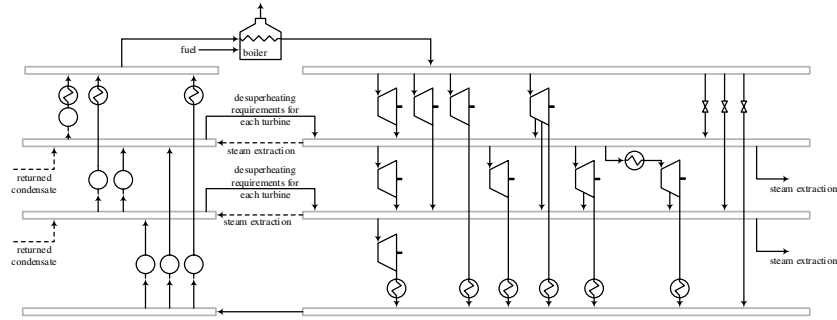 fuel
boiler
desuperheating
requirements for
each turbine
steam extraction
returned
condensate
desuperheating
requirements for
each turbine
steam extraction
steam extraction
returned
condensate
steam extraction